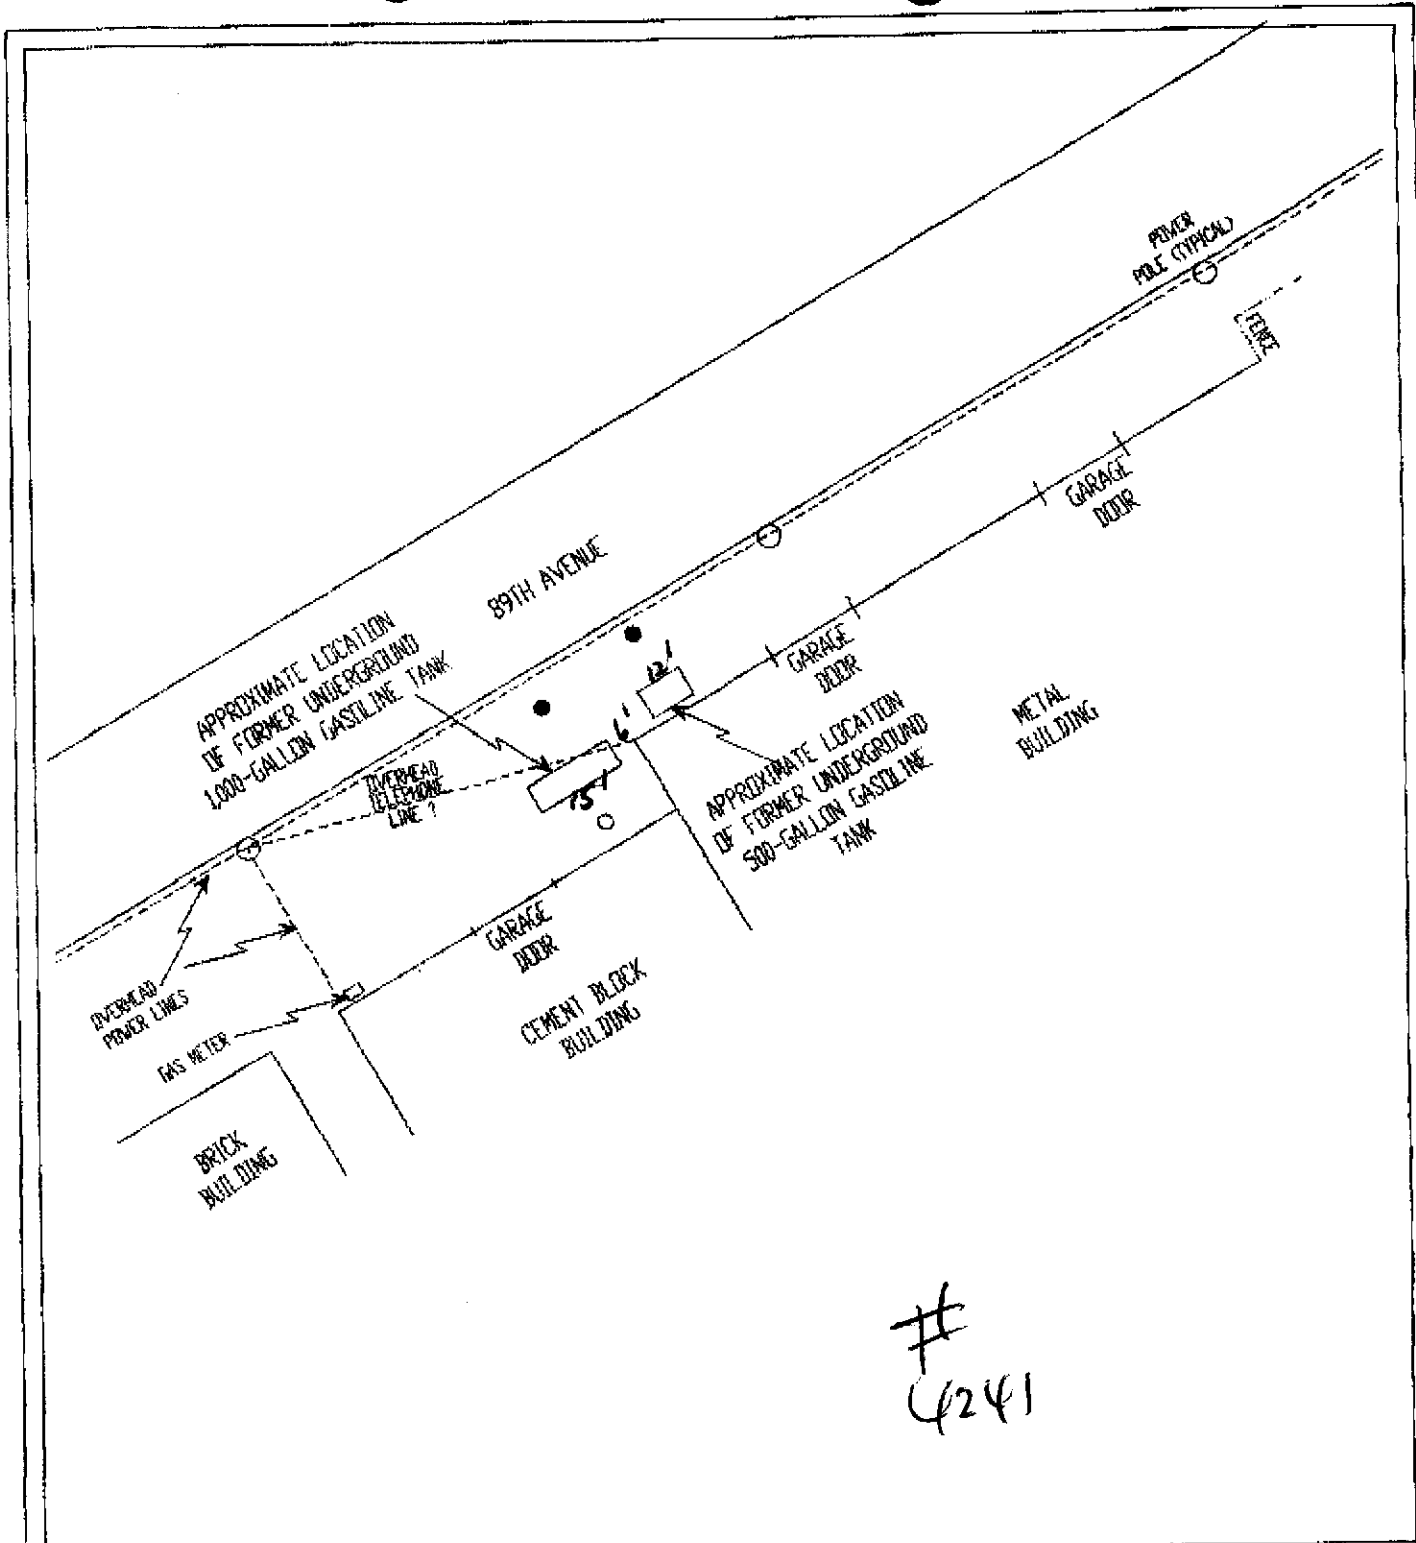 POWER
POLE (TYPICAL)
FENCE
GARAGE
DOOR
89TH AVENUE
APPROXIMATE LOCATION
OF FORMER UNDERGROUND
1,000-GALLON GASOLINE TANK
12'
6'
15'
GARAGE
DOOR
METAL
BUILDING
APPROXIMATE LOCATION
OF FORMER UNDERGROUND
500-GALLON GASOLINE
TANK
OVERHEAD
TELEPHONE
LINE ?
GARAGE
DOOR
CEMENT BLOCK
BUILDING
OVERHEAD
POWER LINES
GAS METER
BRICK
BUILDING
#
4241